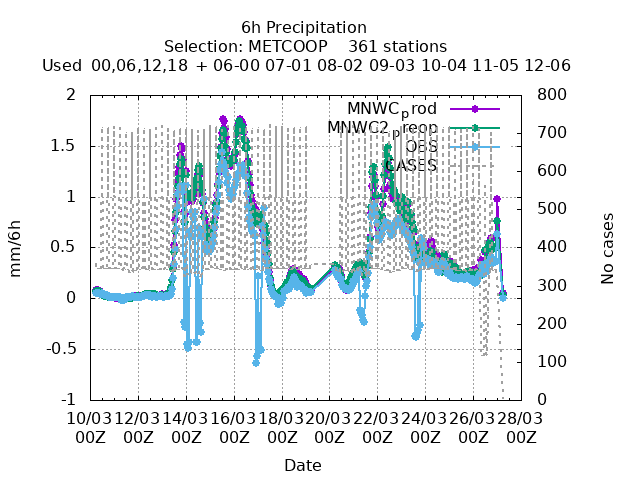 6h Precipitation
Selection: METCOOP 361 stations
Used 00,06,12,18 + 06-00 07-01 08-02 09-03 10-04 11-05 12-06
MNWCprod
MNWC2preop
OBS
CASES
2
1.5
1
0.5
0
-0.5
-1
mm/6h
800
700
600
500
400
300
200
100
0
No cases
10/03 12/03 14/03 16/03 18/03 20/03 22/03 24/03 26/03 28/03
00Z 00Z 00Z 00Z 00Z 00Z 00Z 00Z 00Z 00Z
Date